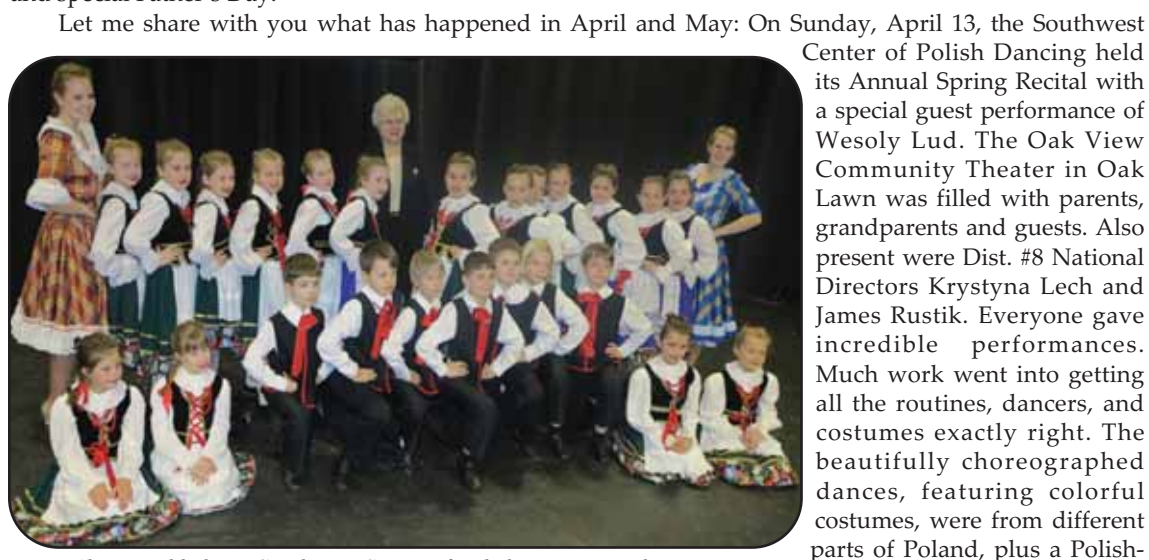 and special Father's Day!
Let me share with you what has happened in April and May: On Sunday, April 13, the Southwest
Center of Polish Dancing held
its Annual Spring Recital with
a special guest performance of
Wesoly Lud. The Oak View
Community Theater in Oak
Lawn was filled with parents,
grandparents and guests. Also
present were Dist. #8 National
Directors Krystyna Lech and
James Rustik. Everyone gave
incredible performances.
Much work went into getting
all the routines, dancers, and
costumes exactly right. The
beautifully choreographed
dances, featuring colorful
costumes, were from different
parts of Poland, plus a Polish-